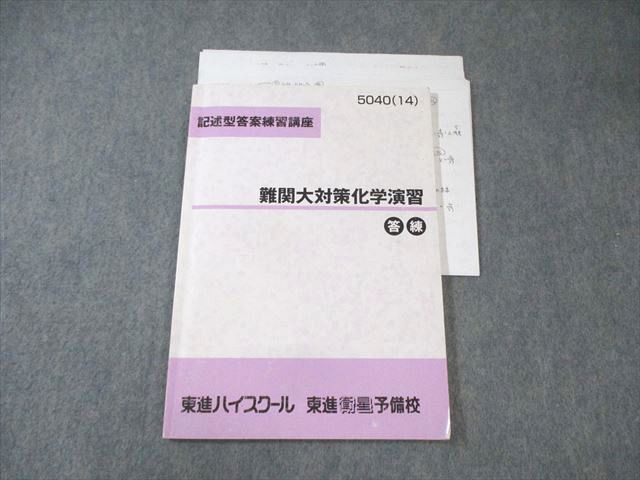 5040(14)
記述型答案練習講座
難関大対策化学演習
答練
東進ハイスクール 東進衛星予備校